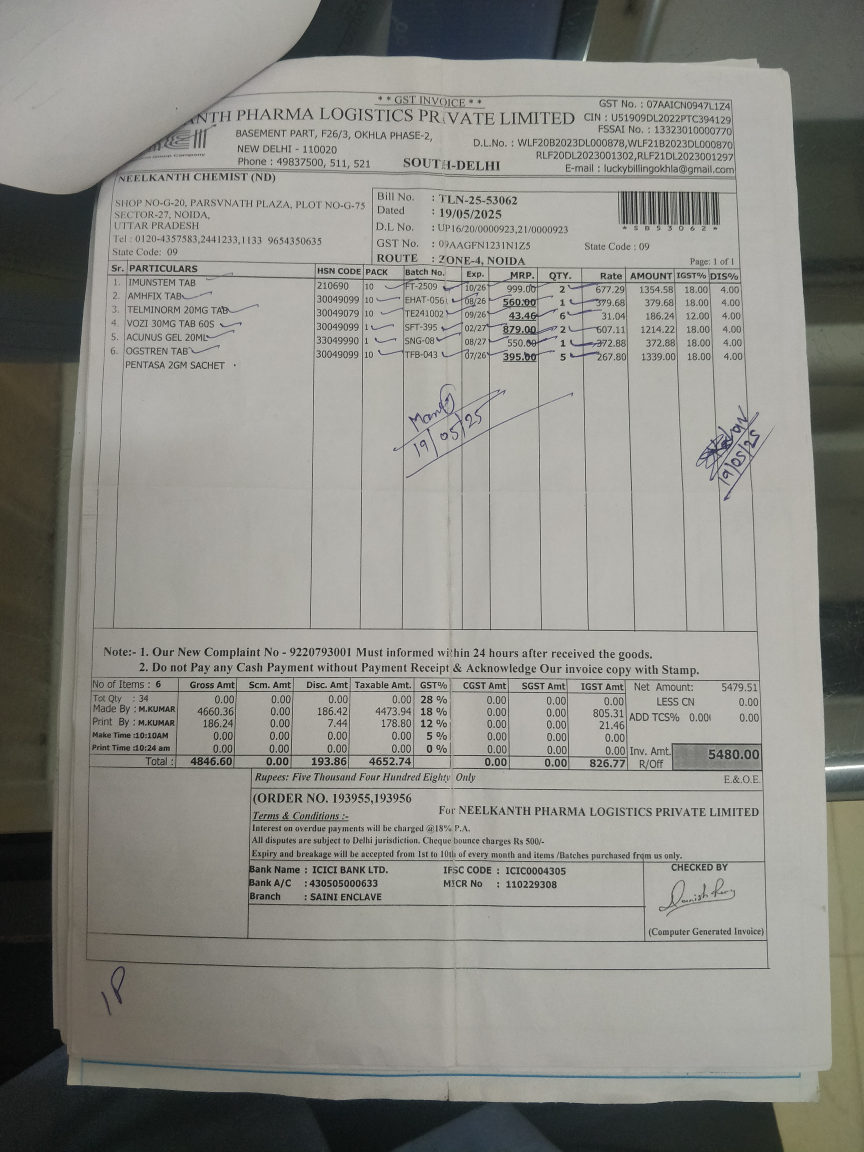 * * GST INVOICE * *
ANTH PHARMA LOGISTICS PRIVATE LIMITED
BASEMENT PART, F26/3, OKHLA PHASE-2,
NEW DELHI - 110020
Phone : 49837500, 511, 521 SOUTH-DELHI
GST No. : 07AAICN0947L1Z4
CIN : U51909DL2022PTC394129
FSSAI No. : 13323010000770
D.L.No. : WLF20B2023DL000878,WLF21B2023DL000870
RLF20DL2023001302,RLF21DL2023001297
E-mail : luckybillingokhla@gmail.com
NEELKANTH CHEMIST (ND)
SHOP NO-G-20, PARSVNATH PLAZA, PLOT NO-G-75
SECTOR-27, NOIDA,
UTTAR PRADESH
Tel : 0120-4357583,2441233,1133 9654350635
State Code: 09
Bill No. : TLN-25-53062
Dated : 19/05/2025
D.L No. : UP16/20/0000923,21/0000923
GST No. : 09AAGFN1231N1Z5 State Code : 09
ROUTE : ZONE-4, NOIDA
*SB53062*
Page: 1 of 1
Sr. PARTICULARS HSN CODE PACK Batch No. Exp. MRP. QTY. Rate AMOUNT IGST% DIS%
1. IMUNSTEM TAB 210690 10 FT-2509 10/26 999.00 2 677.29 1354.58 18.00 4.00
2. AMHFIX TAB 30049099 10 EHAT-056 08/26 560.00 1 379.68 379.68 18.00 4.00
3. TELMINORM 20MG TAB 30049079 10 TE241002 09/26 43.46 6 31.04 186.24 12.00 4.00
4. VOZI 30MG TAB 60S 30049099 1 SFT-395 02/27 879.00 2 607.11 1214.22 18.00 4.00
5. ACUNUS GEL 20ML 33049990 1 SNG-08 08/27 550.00 1 372.88 372.88 18.00 4.00
6. OGSTREN TAB 30049099 10 TFB-043 07/26 395.00 5 267.80 1339.00 18.00 4.00
PENTASA 2GM SACHET
19/05/25
19/05/25
Note:- 1. Our New Complaint No - 9220793001 Must informed within 24 hours after received the goods.
2. Do not Pay any Cash Payment without Payment Receipt & Acknowledge Our invoice copy with Stamp.
No of Items : 6 Gross Amt Scm. Amt Disc. Amt Taxable Amt. GST% CGST Amt SGST Amt IGST Amt
Tot Qty : 34 0.00 0.00 0.00 0.00 28 % 0.00 0.00 0.00
Made By : M.KUMAR 4660.36 0.00 186.42 4473.94 18 % 0.00 0.00 805.31
Print By : M.KUMAR 186.24 0.00 7.44 178.80 12 % 0.00 0.00 21.46
Make Time :10:10AM 0.00 0.00 0.00 0.00 5 % 0.00 0.00 0.00
Print Time :10:24 am 0.00 0.00 0.00 0.00 0 % 0.00 0.00 0.00
Total : 4846.60 0.00 193.86 4652.74 0.00 0.00 826.77
Net Amount: 5479.51
LESS CN 0.00
ADD TCS% 0.00 0.00
Inv. Amt. 5480.00
R/Off
Rupees: Five Thousand Four Hundred Eighty Only
E.&.O.E.
(ORDER NO. 193955,193956
For NEELKANTH PHARMA LOGISTICS PRIVATE LIMITED
Terms & Conditions :-
Interest on overdue payments will be charged @18% P.A.
All disputes are subject to Delhi jurisdiction. Cheque bounce charges Rs 500/-
Expiry and breakage will be accepted from 1st to 10th of every month and items /Batches purchased from us only.
Bank Name : ICICI BANK LTD. IFSC CODE : ICIC0004305
Bank A/C : 430505000633 MICR No : 110229308
Branch : SAINI ENCLAVE
CHECKED BY
(Computer Generated Invoice)
IP